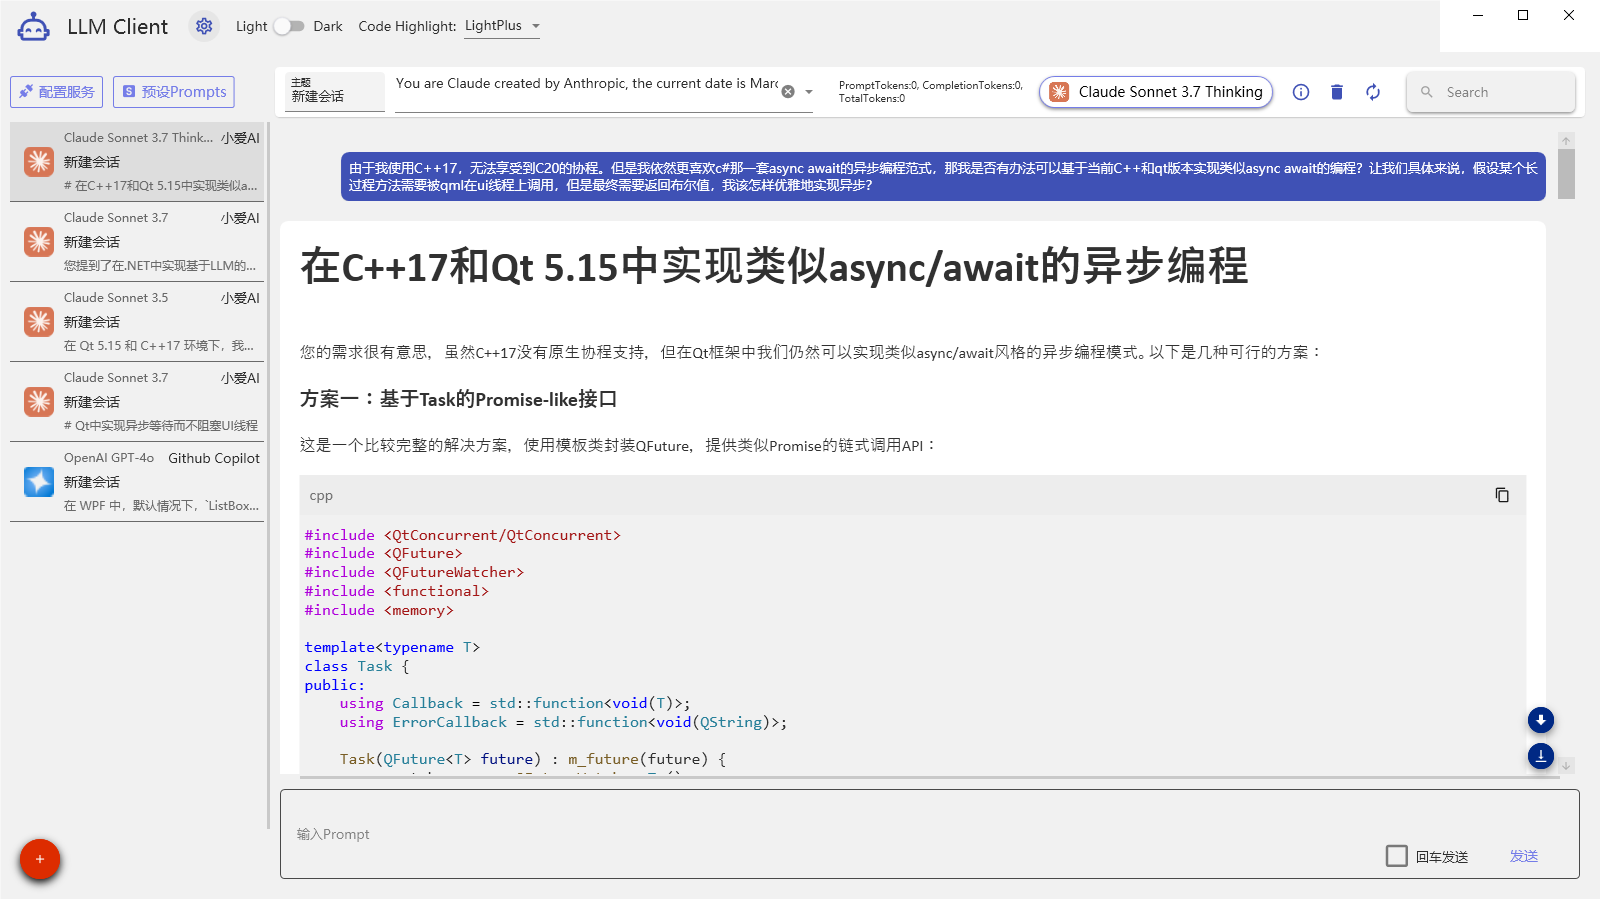 LLM Client
Light
Dark
Code Highlight:
LightPlus
配置服务
预设Prompts
主题
新建会话
You are Claude created by Anthropic, the current date is Marc
PromptTokens:0, CompletionTokens:0,
TotalTokens:0
Claude Sonnet 3.7 Thinking
Search
Claude Sonnet 3.7 Think... 小爱AI
新建会话
# 在C++17和Qt 5.15中实现类似a...
Claude Sonnet 3.7 小爱AI
新建会话
您提到了在.NET中实现基于LLM的...
Claude Sonnet 3.5 小爱AI
新建会话
在 Qt 5.15 和 C++17 环境下，我...
Claude Sonnet 3.7 小爱AI
新建会话
# Qt中实现异步等待而不阻塞UI线程
OpenAI GPT-4o Github Copilot
新建会话
在 WPF 中，默认情况下，`ListBox...
由于我使用C++17，无法享受到C20的协程。但是我依然更喜欢c#那一套async await的异步编程范式，那我是否有办法可以基于当前C++和qt版本实现类似async await的编程？让我们具体来说，假设某个长
过程方法需要被qml在ui线程上调用，但是最终需要返回布尔值，我该怎样优雅地实现异步？
在C++17和Qt 5.15中实现类似async/await的异步编程
您的需求很有意思，虽然C++17没有原生协程支持，但在Qt框架中我们仍然可以实现类似async/await风格的异步编程模式。以下是几种可行的方案：
方案一：基于Task的Promise-like接口
这是一个比较完整的解决方案，使用模板类封装QFuture，提供类似Promise的链式调用API：
cpp
#include <QtConcurrent/QtConcurrent>
#include <QFuture>
#include <QFutureWatcher>
#include <functional>
#include <memory>
template<typename T>
class Task {
public:
using Callback = std::function<void(T)>;
using ErrorCallback = std::function<void(QString)>;
Task(QFuture<T> future) : m_future(future) {
输入Prompt
回车发送
发送